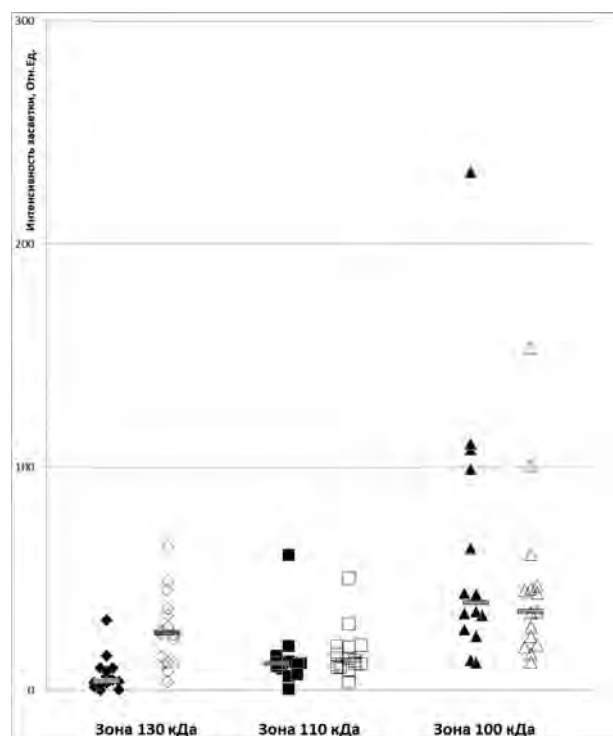 300
Интенсивность засветки, Отн.Ед.
200
100
0
Зона 130 кДа
Зона 110 кДа
Зона 100 кДа